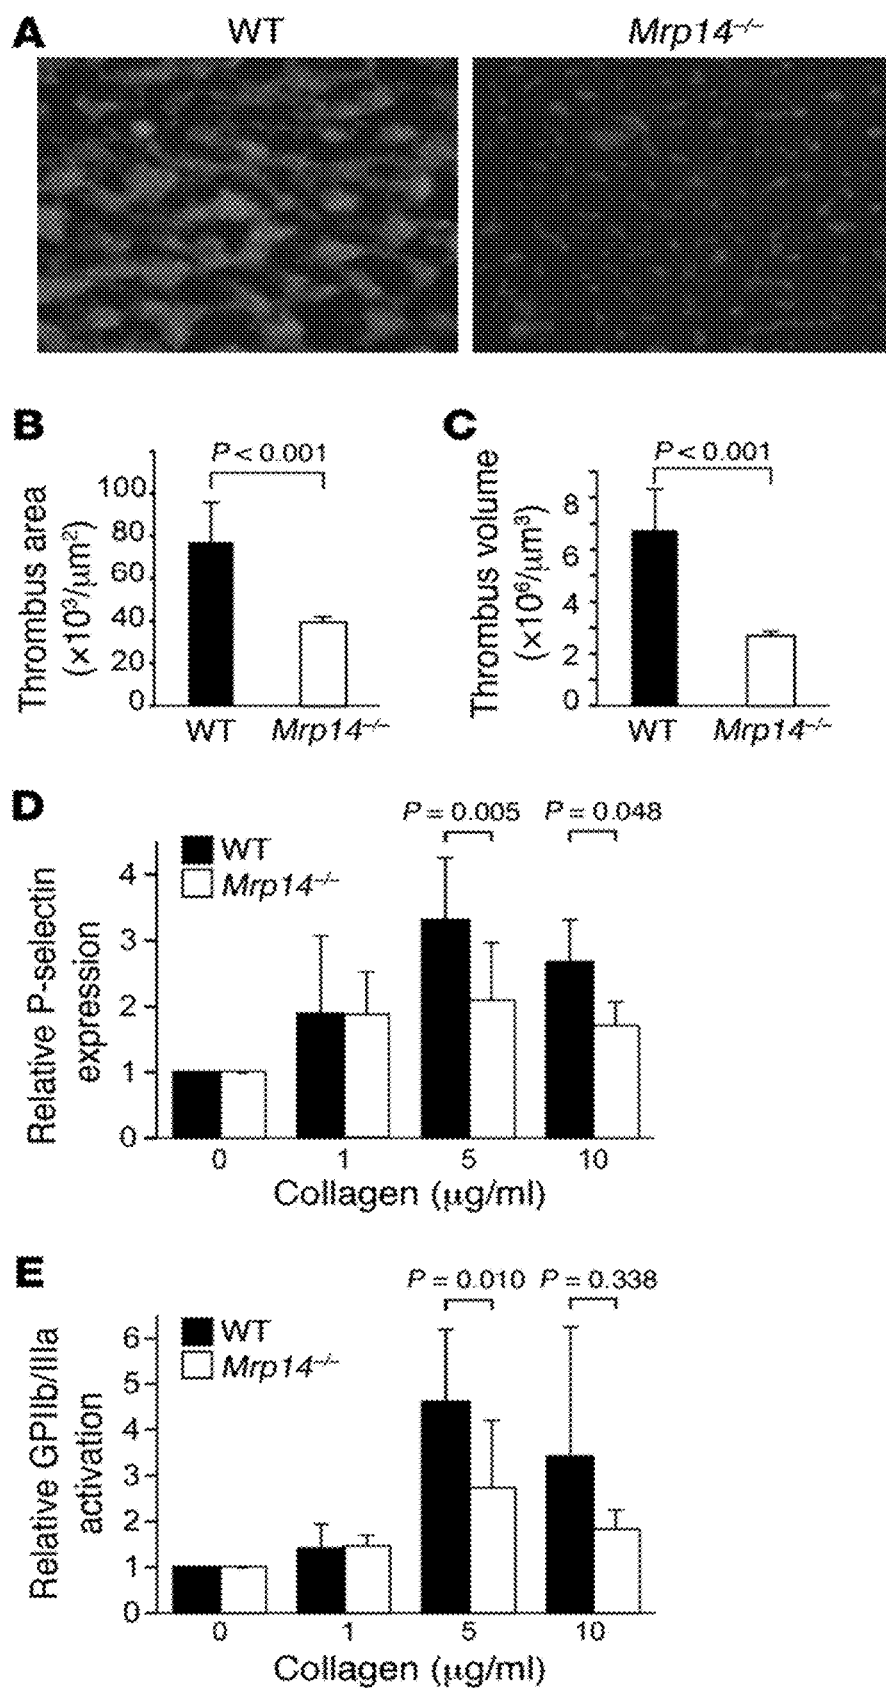 A
WT
Mrp14-/-
B
P < 0.001
Thrombus area
(×10³/μm²)
100
80
60
40
20
0
WT
Mrp14-/-
C
P < 0.001
Thrombus volume
(×10⁶/μm³)
8
6
4
2
0
WT
Mrp14-/-
D
P = 0.005
P = 0.048
WT
Mrp14-/-
Relative P-selectin
expression
4
3
2
1
0
0
1
5
10
Collagen (μg/ml)
E
P = 0.010
P = 0.338
WT
Mrp14-/-
Relative GPIIb/IIIa
activation
6
5
4
3
2
1
0
0
1
5
10
Collagen (μg/ml)